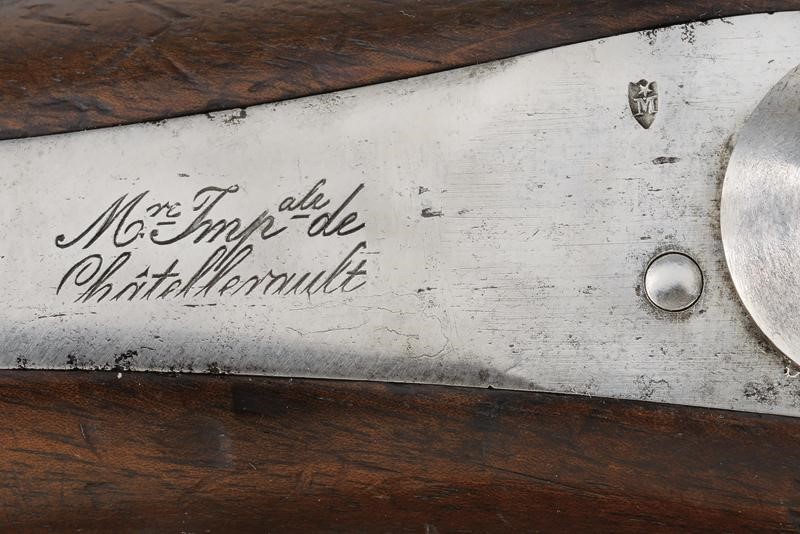 Mre Impale de
Châtellerault
M